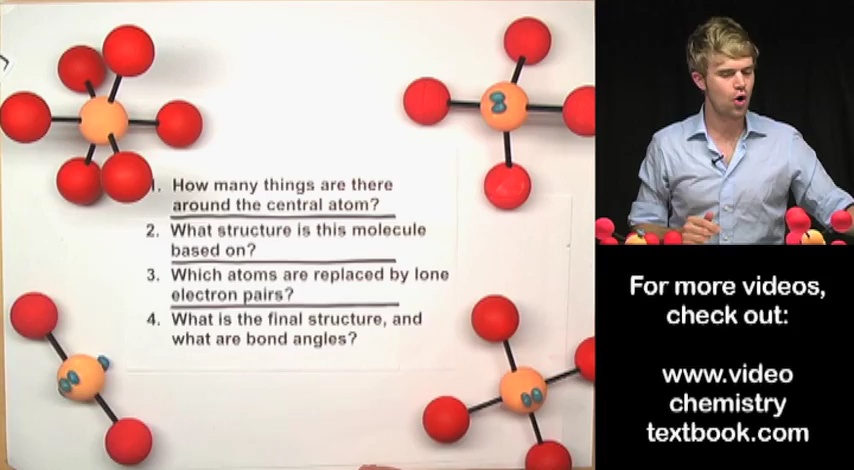 1. How many things are there
around the central atom?
2. What structure is this molecule
based on?
3. Which atoms are replaced by lone
electron pairs?
4. What is the final structure, and
what are bond angles?
For more videos,
check out:
www.video
chemistry
textbook.com